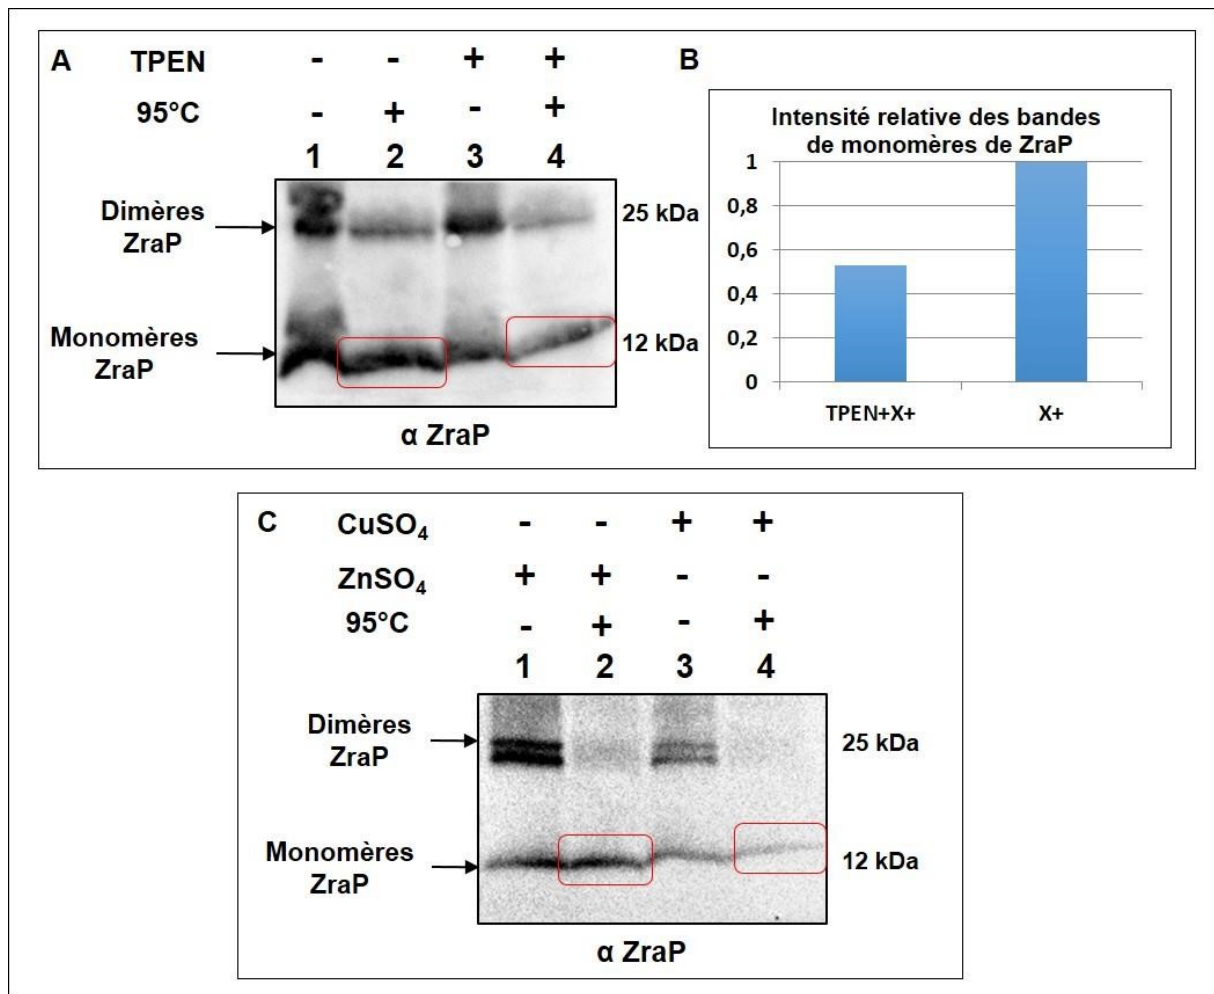 A TPEN - - + +
95°C - + - +
1 2 3 4
Dimères
ZraP
25 kDa
Monomères
ZraP
12 kDa
α ZraP
B
Intensité relative des bandes
de monomères de ZraP
1
0,8
0,6
0,4
0,2
0
TPEN+X+ X+
C CuSO₄ - - + +
ZnSO₄ + + - -
95°C - + - +
1 2 3 4
Dimères
ZraP
25 kDa
Monomères
ZraP
12 kDa
α ZraP